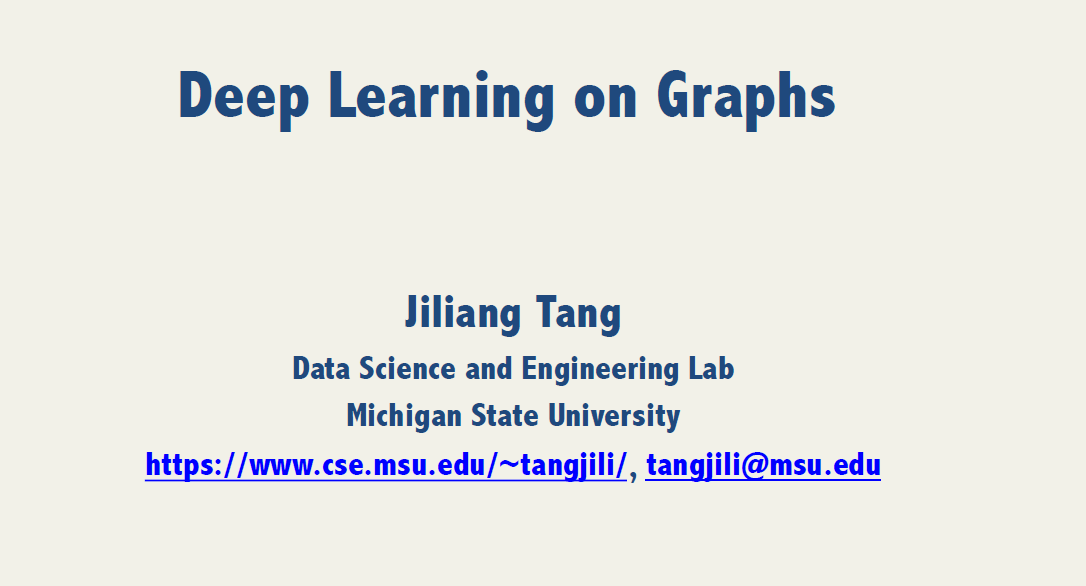 Deep Learning on Graphs
Jiliang Tang
Data Science and Engineering Lab
Michigan State University
https://www.cse.msu.edu/~tangjili/, tangjili@msu.edu